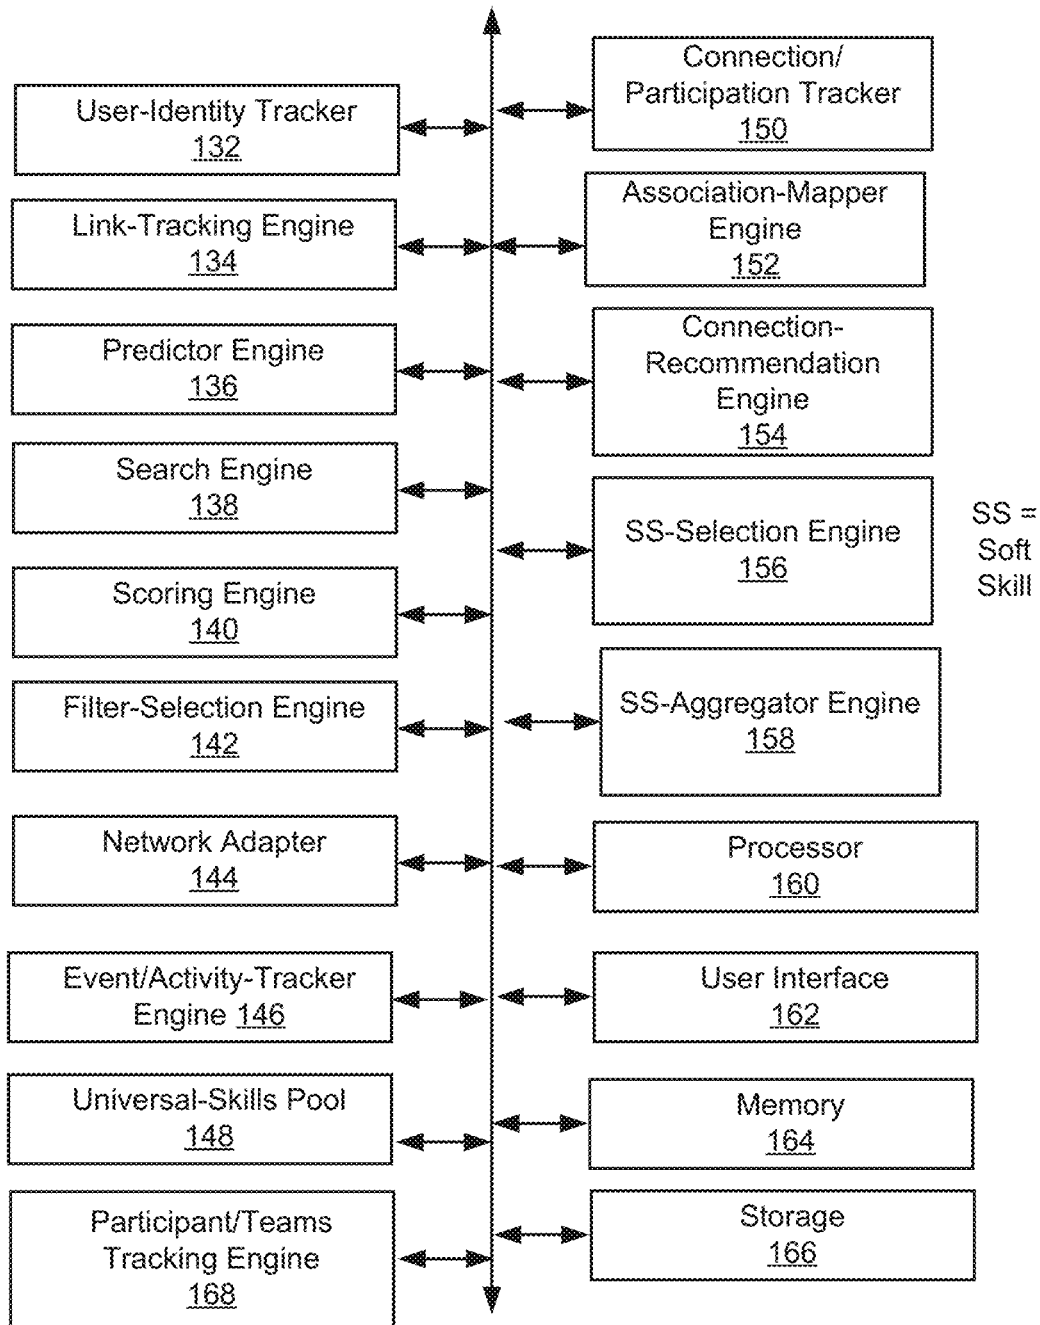 User-Identity Tracker
132
Link-Tracking Engine
134
Predictor Engine
136
Search Engine
138
Scoring Engine
140
Filter-Selection Engine
142
Network Adapter
144
Event/Activity-Tracker
Engine 146
Universal-Skills Pool
148
Participant/Teams
Tracking Engine
168
Connection/
Participation Tracker
150
Association-Mapper
Engine
152
Connection-
Recommendation
Engine
154
SS-Selection Engine
156
SS =
Soft
Skill
SS-Aggregator Engine
158
Processor
160
User Interface
162
Memory
164
Storage
166